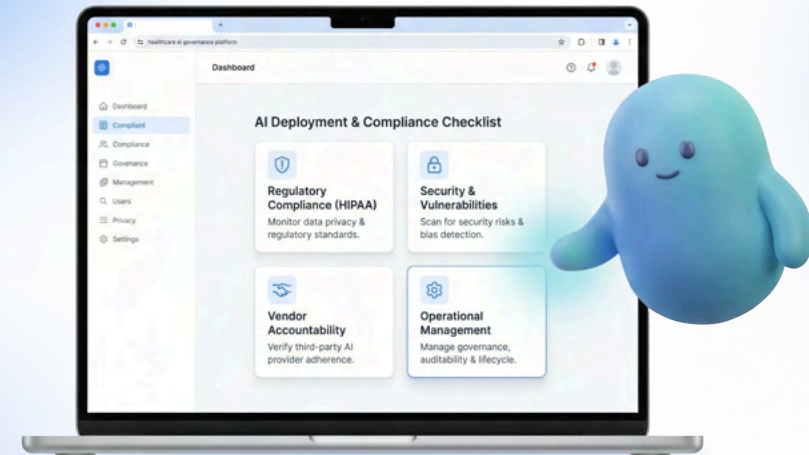 healthcare ai governance platform
Dashboard
Dashboard
Compliant
Compliance
Govenance
Management
Users
Privacy
Settings
AI Deployment & Compliance Checklist
Regulatory
Compliance (HIPAA)
Monitor data privacy &
regulatory standards.
Security &
Vulnerabilities
Scan for security risks &
bias detection.
Vendor
Accountability
Verify third-party AI
provider adherence.
Operational
Management
Manage governance,
auditability & lifecycle.